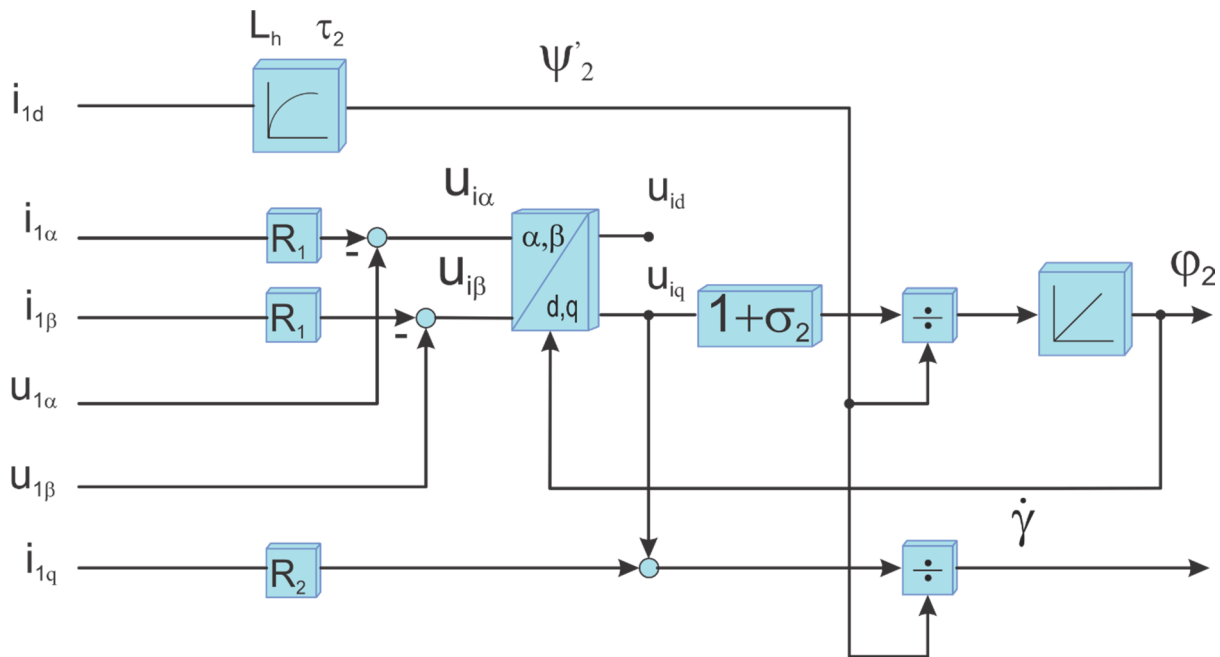 L_h τ_2
ψ'_2
i_1d
i_1α
R_1
-
u_iα
α,β
d,q
u_id
i_1β
R_1
-
u_iβ
u_iq
1+σ_2
÷
φ_2
u_1α
u_1β
i_1q
R_2
÷
γ̇